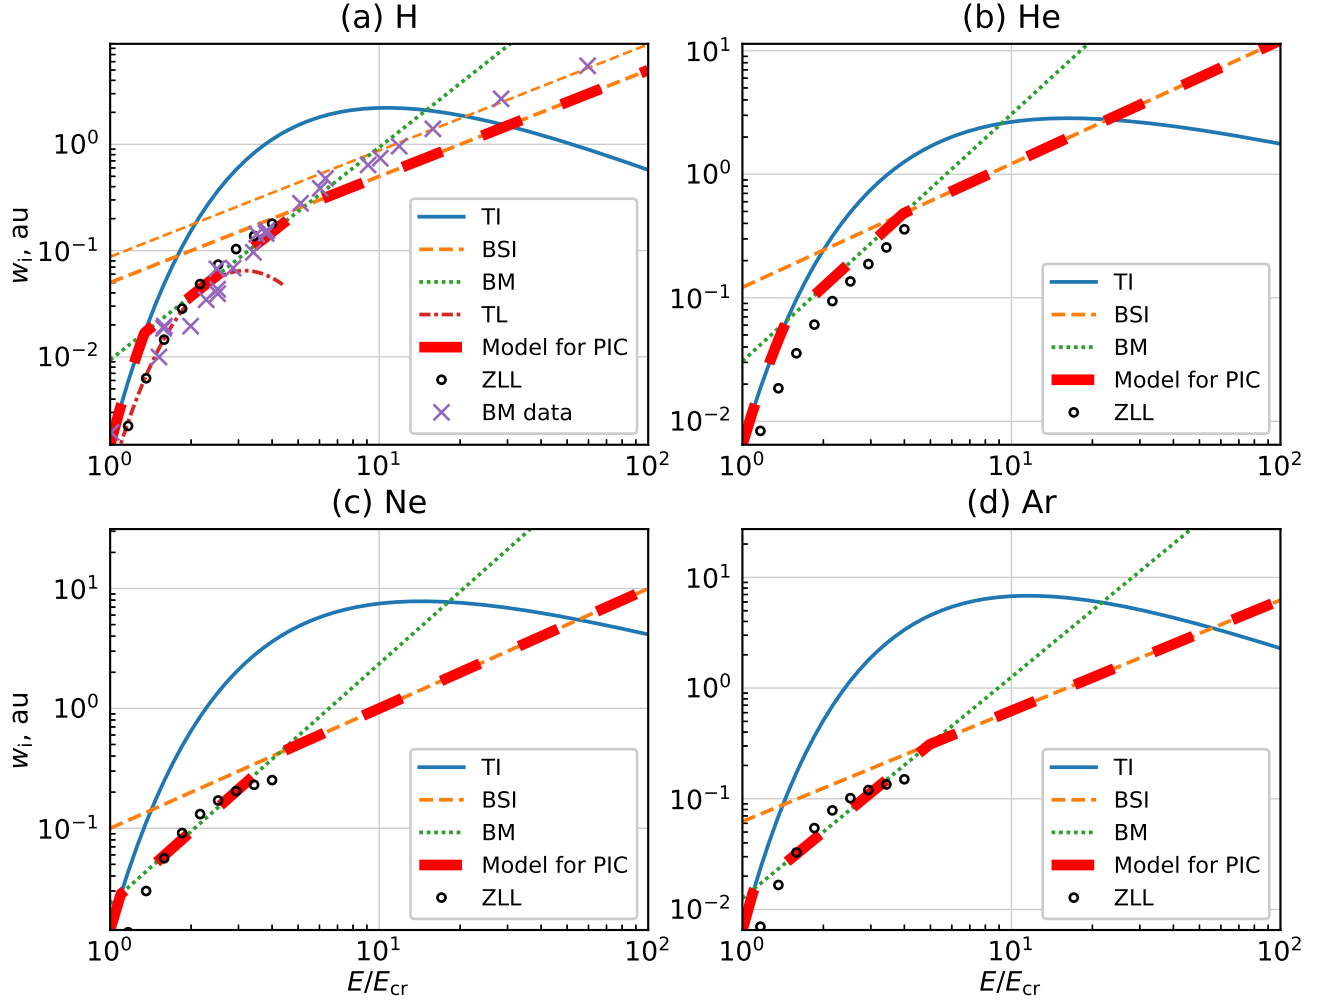 (a) H
w_i, au
10^0
10^-1
10^-2
TI
BSI
BM
TL
Model for PIC
ZLL
BM data
10^0 10^1 10^2
(b) He
10^1
10^0
10^-1
10^-2
TI
BSI
BM
Model for PIC
ZLL
10^0 10^1 10^2
(c) Ne
w_i, au
10^1
10^0
10^-1
TI
BSI
BM
Model for PIC
ZLL
10^0 10^1 10^2
E/E_cr
(d) Ar
10^1
10^0
10^-1
10^-2
TI
BSI
BM
Model for PIC
ZLL
10^0 10^1 10^2
E/E_cr